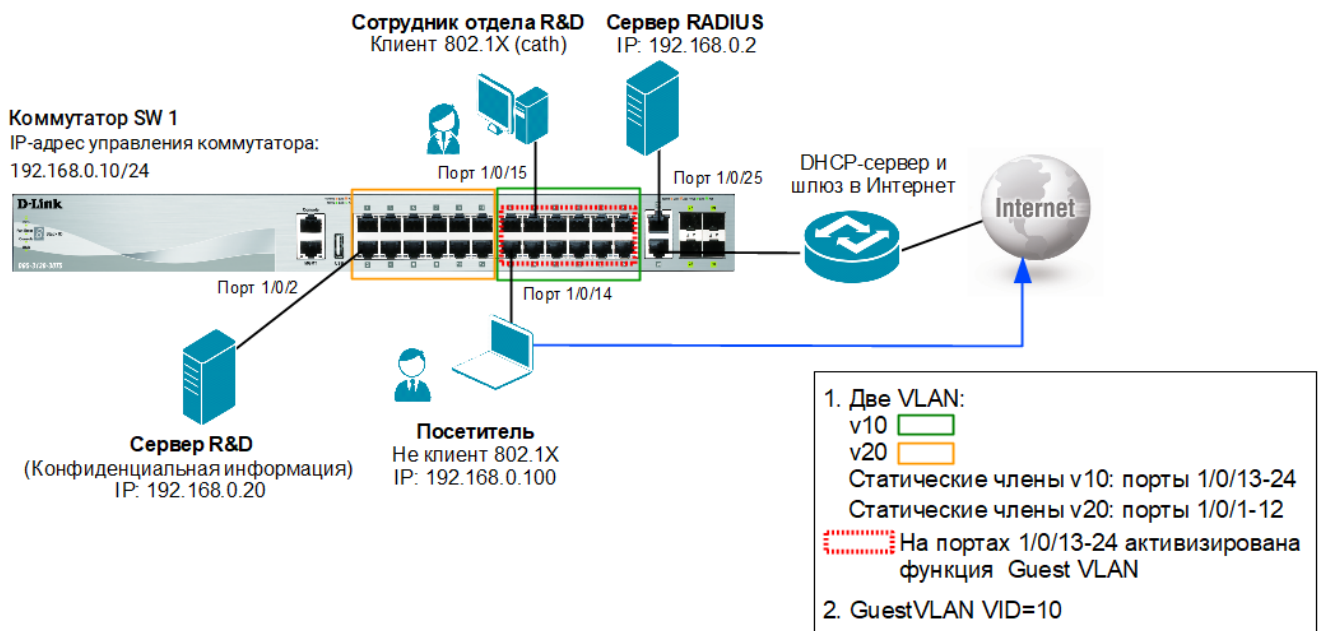 Сотрудник отдела R&D
Клиент 802.1X (cath)
Сервер RADIUS
IP: 192.168.0.2
Коммутатор SW 1
IP-адрес управления коммутатора:
192.168.0.10/24
Порт 1/0/15
Порт 1/0/25
DHCP-сервер и
шлюз в Интернет
Internet
D-Link
Console
Порт 1/0/2
Порт 1/0/14
Сервер R&D
(Конфиденциальная информация)
IP: 192.168.0.20
Посетитель
Не клиент 802.1X
IP: 192.168.0.100
1. Две VLAN:
v10
v20
Статические члены v10: порты 1/0/13-24
Статические члены v20: порты 1/0/1-12
На портах 1/0/13-24 активизирована
функция Guest VLAN
2. GuestVLAN VID=10